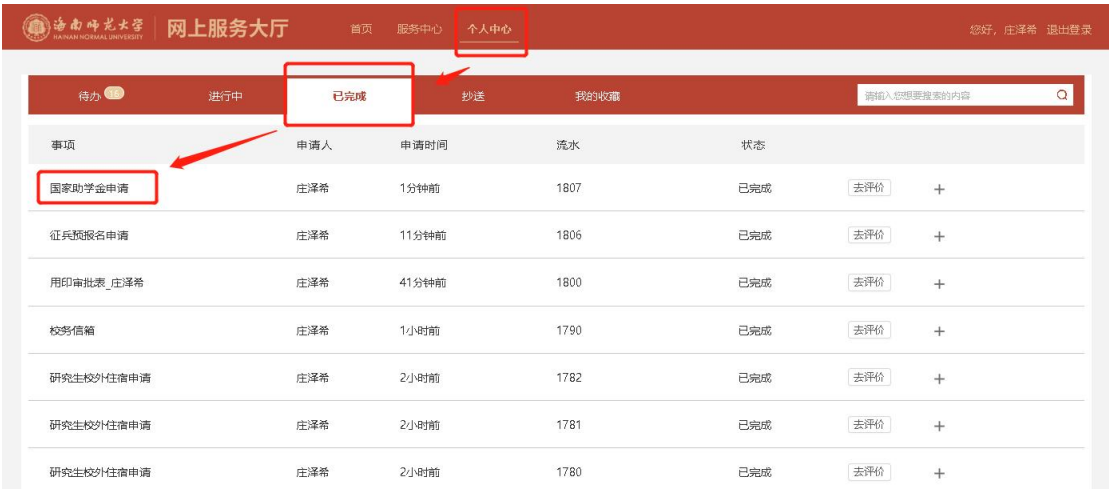 海南师范大学 网上服务大厅 首页 服务中心 个人中心 您好，庄泽希 退出登录
HAINAN NORMAL UNIVERSITY
待办 16 进行中 已完成 抄送 我的收藏 请输入您想要搜索的内容
事项 申请人 申请时间 流水 状态
国家助学金申请 庄泽希 1分钟前 1807 已完成 去评价 +
征兵预报名申请 庄泽希 11分钟前 1806 已完成 去评价 +
用印审批表_庄泽希 庄泽希 41分钟前 1800 已完成 去评价 +
校务信箱 庄泽希 1小时前 1790 已完成 去评价 +
研究生校外住宿申请 庄泽希 2小时前 1782 已完成 去评价 +
研究生校外住宿申请 庄泽希 2小时前 1781 已完成 去评价 +
研究生校外住宿申请 庄泽希 2小时前 1780 已完成 去评价 +